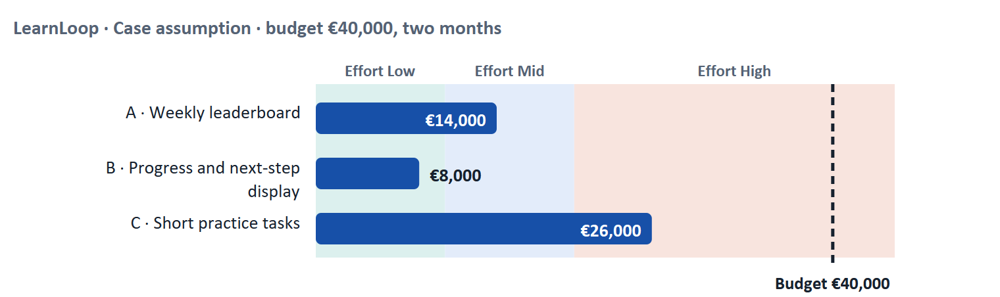 LearnLoop · Case assumption · budget €40,000, two months
Effort Low
Effort Mid
Effort High
A · Weekly leaderboard
€14,000
B · Progress and next-step
display
€8,000
C · Short practice tasks
€26,000
Budget €40,000